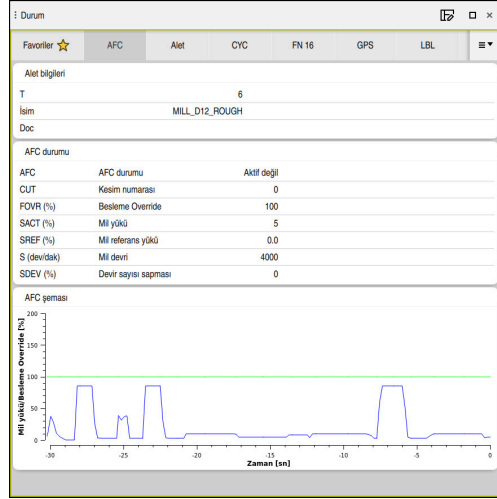 Durum
Favoriler AFC Alet CYC FN 16 GPS LBL
Alet bilgileri
T 6
İsim MILL_D12_ROUGH
Doc
AFC durumu
AFC AFC durumu Aktif değil
CUT Kesim numarası 0
FOVR (%) Besleme Override 100
SACT (%) Mil yükü 5
SREF (%) Mil referans yükü 0.0
S (dev/dak) Mil devri 4000
SDEV (%) Devir sayısı sapması 0
AFC şeması
Mil yükü/Besleme Override [%]
200
150
100
50
0
-30 -25 -20 -15 -10 -5 0
Zaman [sn]